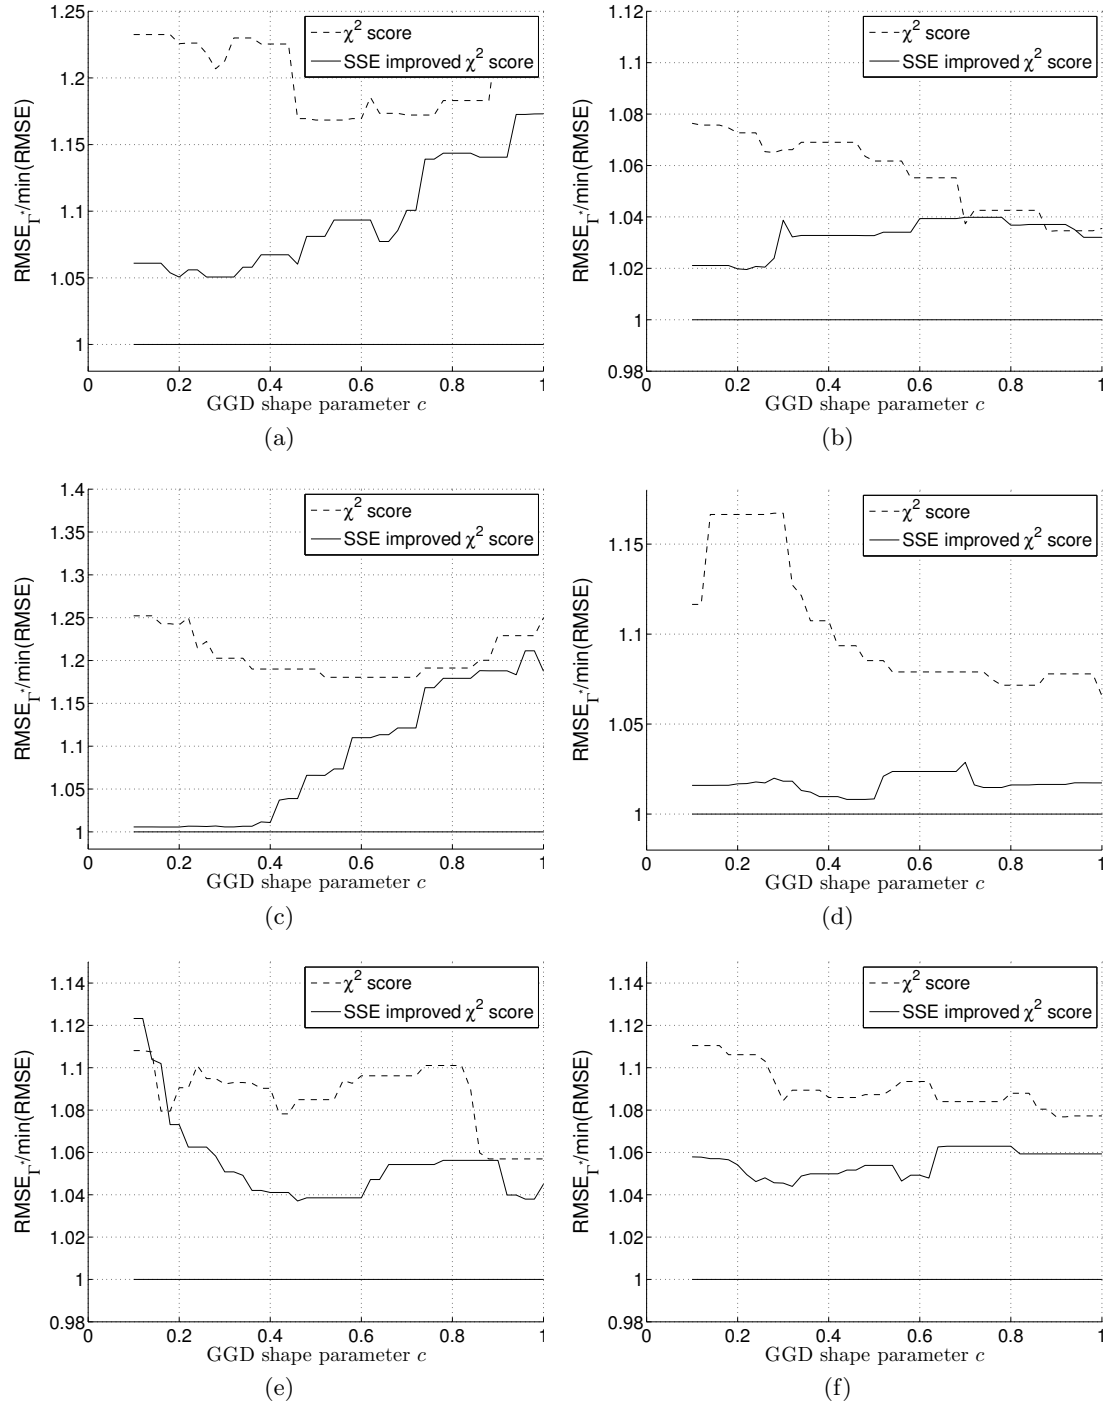 1.25
1.2
1.15
1.1
1.05
1
0 0.2 0.4 0.6 0.8 1
RMSE_Γ*/min(RMSE)
χ² score
SSE improved χ² score
GGD shape parameter c
(a)
1.12
1.1
1.08
1.06
1.04
1.02
1
0.98
0 0.2 0.4 0.6 0.8 1
RMSE_Γ*/min(RMSE)
χ² score
SSE improved χ² score
GGD shape parameter c
(b)
1.4
1.35
1.3
1.25
1.2
1.15
1.1
1.05
1
0 0.2 0.4 0.6 0.8 1
RMSE_Γ*/min(RMSE)
χ² score
SSE improved χ² score
GGD shape parameter c
(c)
1.15
1.1
1.05
1
0 0.2 0.4 0.6 0.8 1
RMSE_Γ*/min(RMSE)
χ² score
SSE improved χ² score
GGD shape parameter c
(d)
1.14
1.12
1.1
1.08
1.06
1.04
1.02
1
0.98
0 0.2 0.4 0.6 0.8 1
RMSE_Γ*/min(RMSE)
χ² score
SSE improved χ² score
GGD shape parameter c
(e)
1.14
1.12
1.1
1.08
1.06
1.04
1.02
1
0.98
0 0.2 0.4 0.6 0.8 1
RMSE_Γ*/min(RMSE)
χ² score
SSE improved χ² score
GGD shape parameter c
(f)